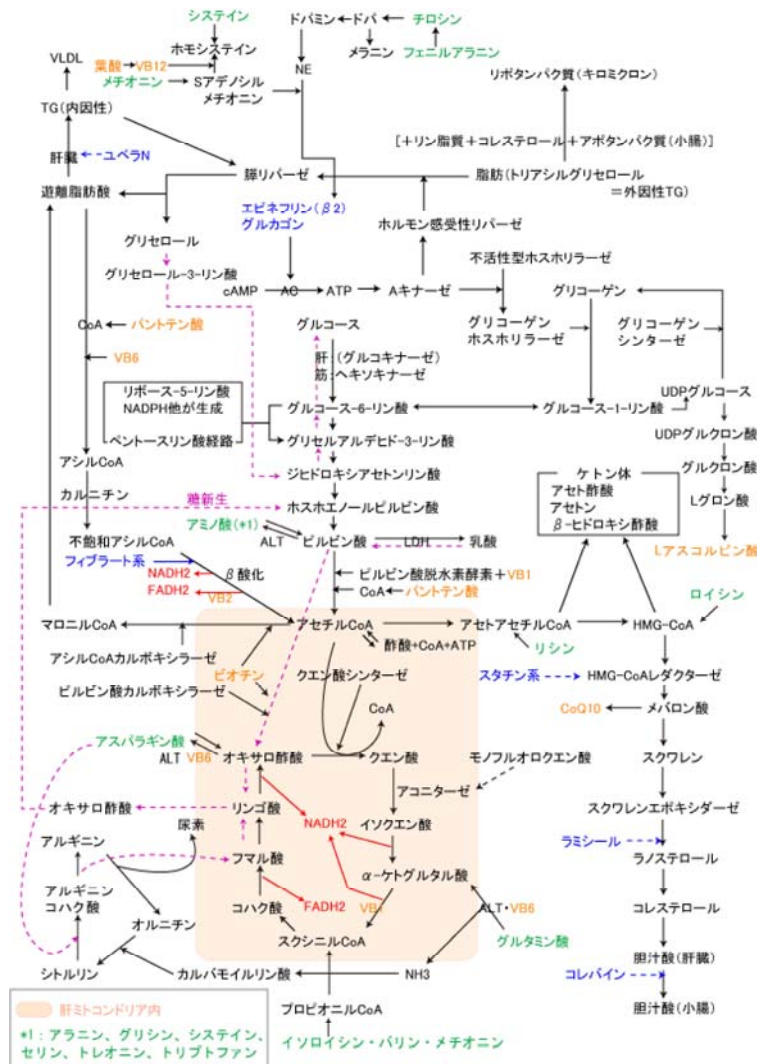 システイン
ドパミン
ドパ
チロシン
VLDL
葉酸
VB12
ホモシステイン
メラニン
フェニルアラニン
メチオニン
Sアデノシル
メチオニン
NE
リポタンパク質(キロミクロン)
TG(内因性)
[+リン脂質+コレステロール+アポタンパク質(小腸)]
肝臓
ユベラN
膵リパーゼ
脂肪(トリアシルグリセロール
=外因性TG)
遊離脂肪酸
エピネフリン(β2)
グルカゴン
ホルモン感受性リパーゼ
グリセロール
不活性型ホスホリラーゼ
グリセロール-3-リン酸
cAMP
AC
ATP
Aキナーゼ
グリコーゲン
CoA
パントテン酸
グルコース
グリコーゲン
ホスホリラーゼ
グリコーゲン
シンターゼ
VB6
肝:(グルコキナーゼ)
筋:ヘキソキナーゼ
リボース-5-リン酸
NADPH他が生成
ペントースリン酸経路
グルコース-6-リン酸
グルコース-1-リン酸
UDPグルコース
グリセルアルデヒド-3-リン酸
UDPグルクロン酸
アシルCoA
ジヒドロキシアセトンリン酸
ケトン体
アセト酢酸
アセトン
β-ヒドロキシ酪酸
グルクロン酸
カルニチン
糖新生
ホスホエノールピルビン酸
Lグロン酸
アミノ酸(*1)
不飽和アシルCoA
ALT
ピルビン酸
LDH
乳酸
Lアスコルビン酸
フィブラート系
NADH2
β酸化
ピルビン酸脱水素酵素+VB1
FADH2
VB2
CoA
パントテン酸
ロイシン
マロニルCoA
アセチルCoA
アセトアセチルCoA
HMG-CoA
酢酸+CoA+ATP
リシン
アシルCoAカルボキシラーゼ
ビオチン
クエン酸シンターゼ
スタチン系
HMG-CoAレダクターゼ
ピルビン酸カルボキシラーゼ
CoA
CoQ10
メバロン酸
アスパラギン酸
ALT
VB6
オキサロ酢酸
クエン酸
モノフルオロクエン酸
スクワレン
アコニターゼ
オキサロ酢酸
リンゴ酸
NADH2
イソクエン酸
スクワレンエポキシダーゼ
尿素
アルギニン
ラミシール
フマル酸
α-ケトグルタル酸
ラノステロール
アルギニン
コハク酸
コハク酸
FADH2
VB1
ALT・VB6
コレステロール
オルニチン
スクシニルCoA
グルタミン酸
胆汁酸(肝臓)
シトルリン
カルバモイルリン酸
NH3
コレバイン
胆汁酸(小腸)
プロピオニルCoA
肝ミトコンドリア内
*1:アラニン、グリシン、システイン、
セリン、トレオニン、トリプトファン
イソロイシン・バリン・メチオニン